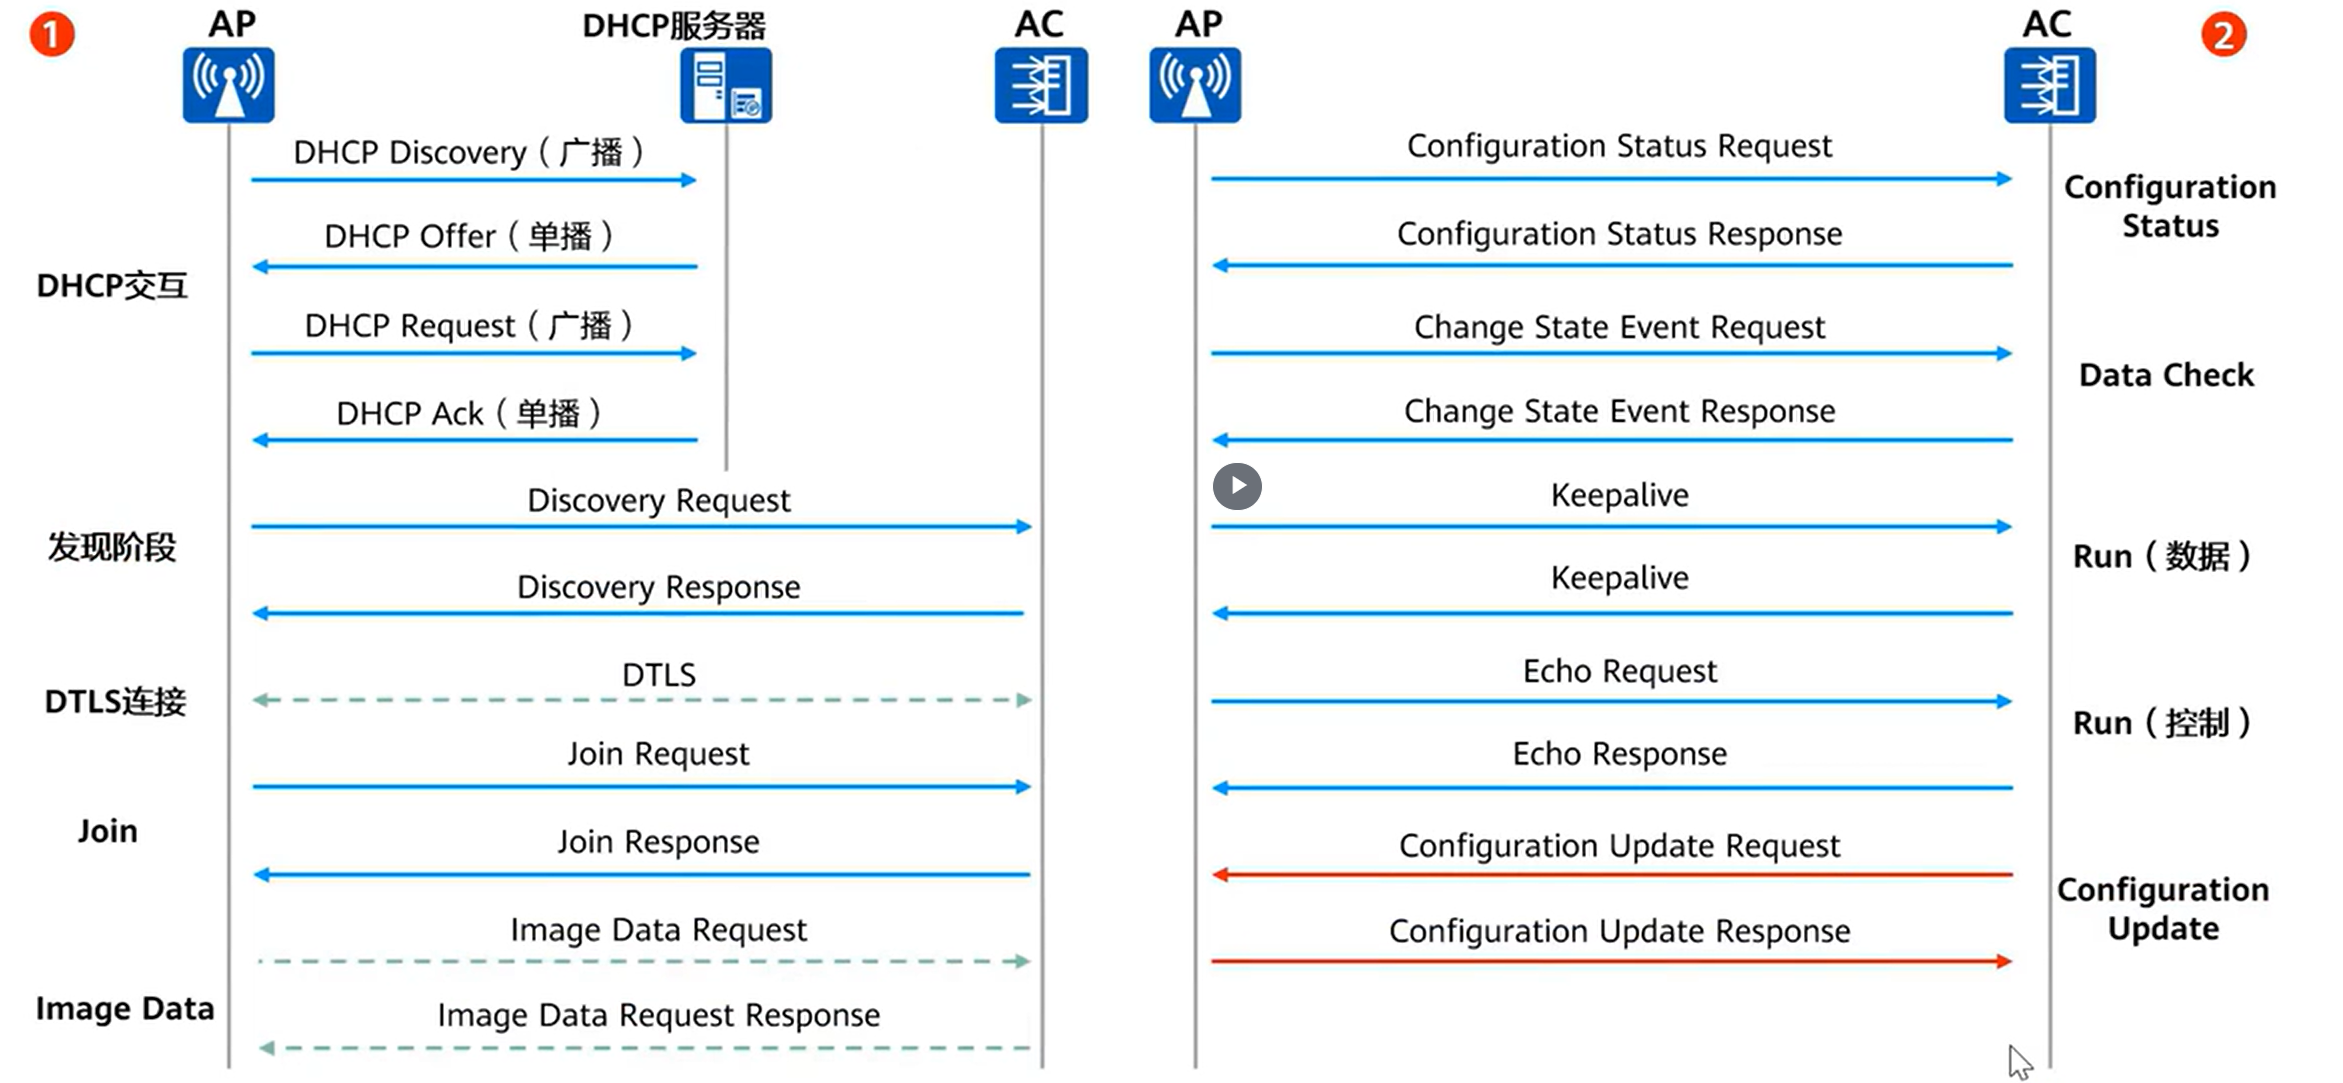 1
AP
DHCP服务器
AC
DHCP交互
DHCP Discovery（广播）
DHCP Offer（单播）
DHCP Request（广播）
DHCP Ack（单播）
发现阶段
Discovery Request
Discovery Response
DTLS连接
DTLS
Join
Join Request
Join Response
Image Data
Image Data Request
Image Data Request Response
AP
AC
2
Configuration Status Request
Configuration Status Response
Configuration
Status
Change State Event Request
Change State Event Response
Data Check
Keepalive
Keepalive
Run（数据）
Echo Request
Echo Response
Run（控制）
Configuration Update Request
Configuration Update Response
Configuration
Update